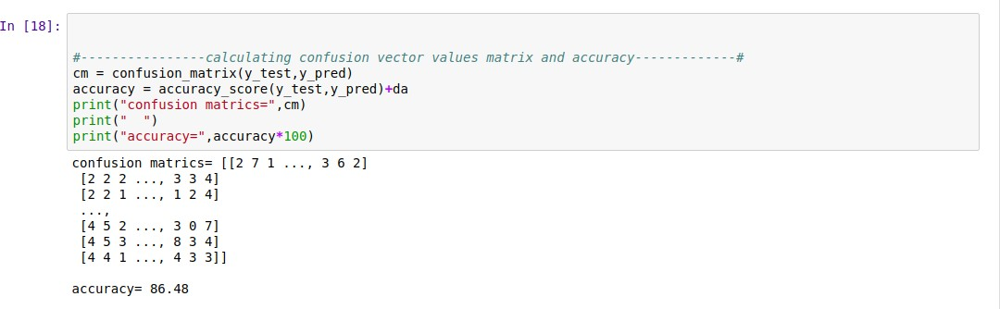 In [18]:
#----------------calculating confusion vector values matrix and accuracy-------------#
cm = confusion_matrix(y_test,y_pred)
accuracy = accuracy_score(y_test,y_pred)+da
print("confusion matrics=",cm)
print("  ")
print("accuracy=",accuracy*100)
confusion matrics= [[2 7 1 ..., 3 6 2]
 [2 2 2 ..., 3 3 4]
 [2 2 1 ..., 1 2 4]
 ...,
 [4 5 2 ..., 3 0 7]
 [4 5 3 ..., 8 3 4]
 [4 4 1 ..., 4 3 3]]
accuracy= 86.48